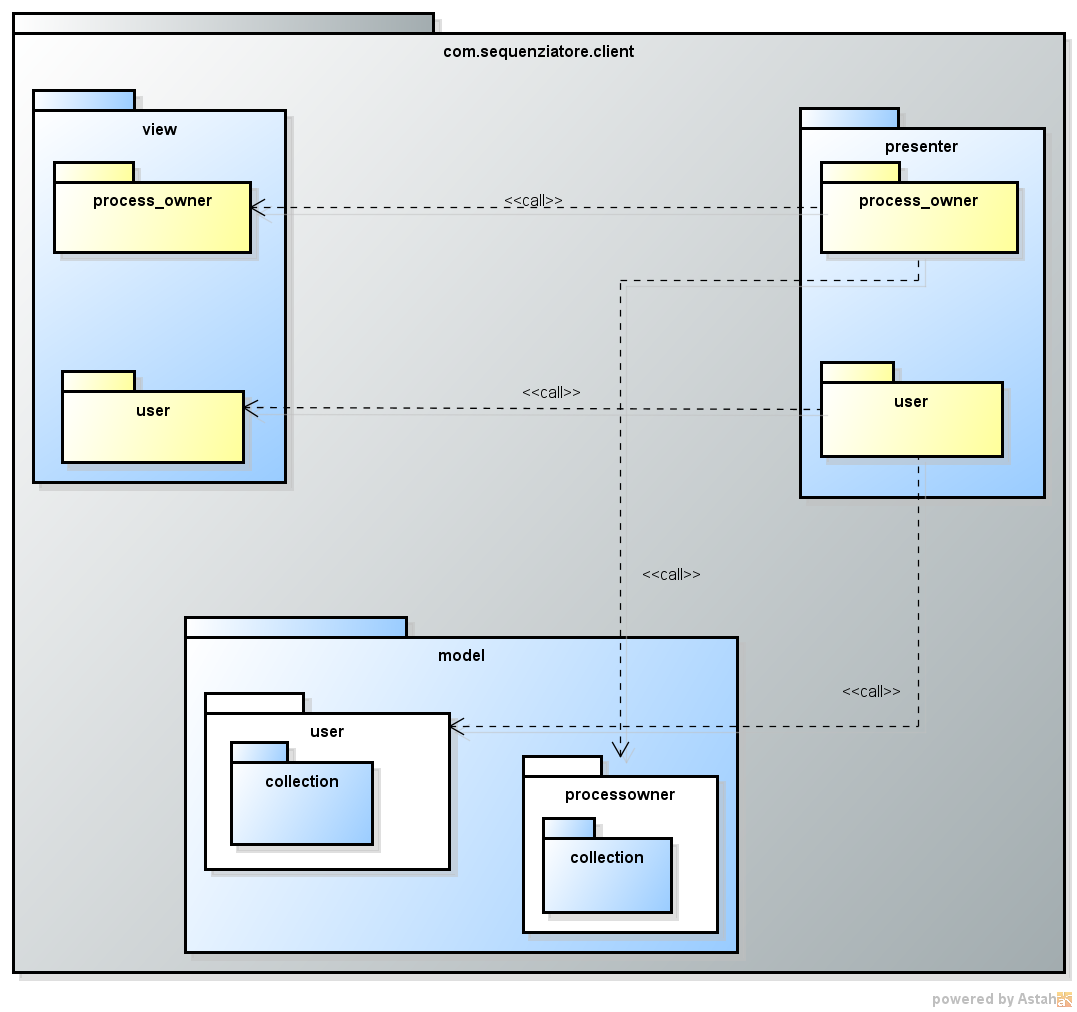 com.sequenziatore.client
view
presenter
process_owner
<<call>>
process_owner
user
<<call>>
user
<<call>>
model
<<call>>
user
collection
processowner
collection
powered by Astah